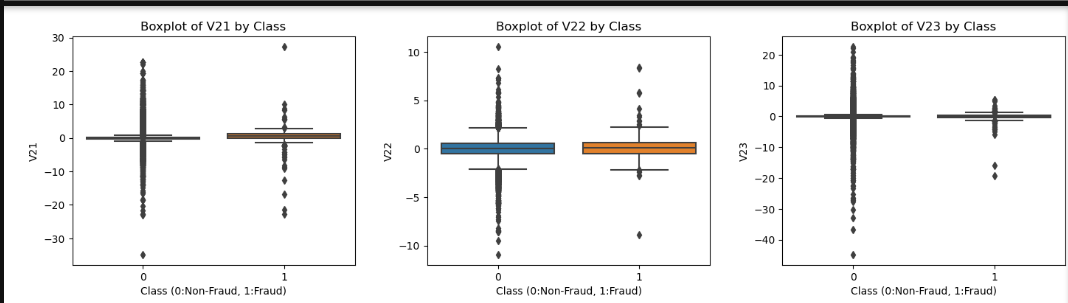 Boxplot of V21 by Class
30
20
10
0
−10
−20
−30
V21
0
1
Class (0:Non-Fraud, 1:Fraud)
Boxplot of V22 by Class
10
5
0
−5
−10
V22
0
1
Class (0:Non-Fraud, 1:Fraud)
Boxplot of V23 by Class
20
10
0
−10
−20
−30
−40
V23
0
1
Class (0:Non-Fraud, 1:Fraud)